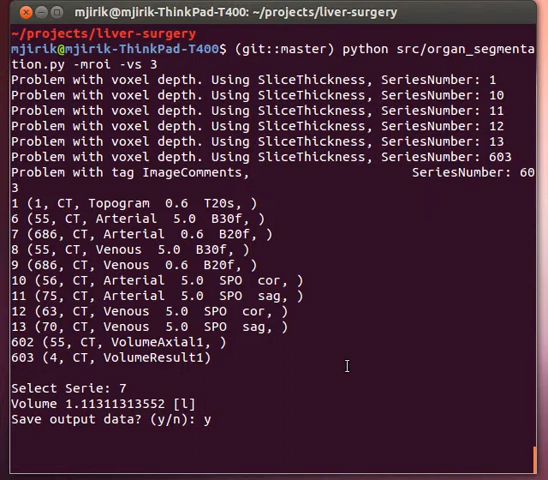 mjirik@mjirik-ThinkPad-T400: ~/projects/liver-surgery
~/projects/liver-surgery
mjirik@mjirik-ThinkPad-T400$ (git::master) python src/organ_segmenta
tion.py -mroi -vs 3
Problem with voxel depth. Using SliceThickness, SeriesNumber: 1
Problem with voxel depth. Using SliceThickness, SeriesNumber: 10
Problem with voxel depth. Using SliceThickness, SeriesNumber: 11
Problem with voxel depth. Using SliceThickness, SeriesNumber: 12
Problem with voxel depth. Using SliceThickness, SeriesNumber: 13
Problem with voxel depth. Using SliceThickness, SeriesNumber: 603
Problem with tag ImageComments, SeriesNumber: 60
3
1 (1, CT, Topogram  0.6  T20s, )
6 (55, CT, Arterial  5.0  B30f, )
7 (686, CT, Arterial  0.6  B20f, )
8 (55, CT, Venous  5.0  B30f, )
9 (686, CT, Venous  0.6  B20f, )
10 (56, CT, Arterial  5.0  SPO  cor, )
11 (75, CT, Arterial  5.0  SPO  sag, )
12 (63, CT, Venous  5.0  SPO  cor, )
13 (70, CT, Venous  5.0  SPO  sag, )
602 (55, CT, VolumeAxial1, )
603 (4, CT, VolumeResult1)
Select Serie: 7
Volume 1.11311313552 [l]
Save output data? (y/n): y